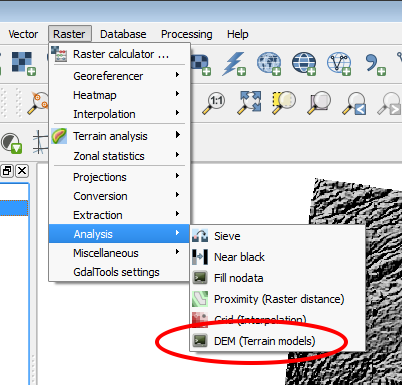 Vector Raster Database Processing Help
Raster calculator ...
Georeferencer
Heatmap
Interpolation
Terrain analysis
Zonal statistics
Projections
Conversion
Extraction
Analysis
Miscellaneous
GdalTools settings
Sieve
Near black
Fill nodata
Proximity (Raster distance)
Grid (Interpolation)
DEM (Terrain models)
1:1